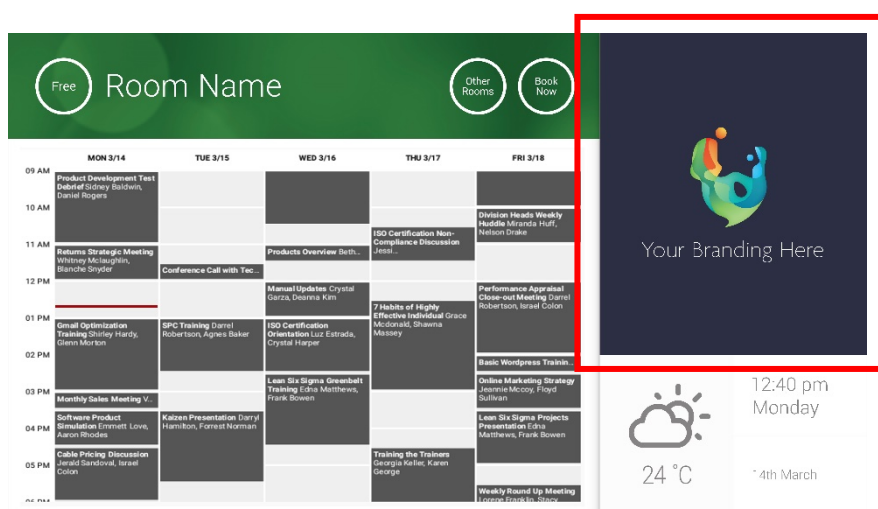 Free
Room Name
Other
Rooms
Book
Now
MON 3/14
TUE 3/15
WED 3/16
THU 3/17
FRI 3/18
09 AM
10 AM
11 AM
12 PM
01 PM
02 PM
03 PM
04 PM
05 PM
Product Development Test
Debrief Sidney Baldwin,
Daniel Rogers
Returns Strategic Meeting
Whitney Mclaughlin,
Blanche Snyder
Gmail Optimization
Training Shirley Hardy,
Glenn Morton
Monthly Sales Meeting V...
Software Product
Simulation Emmett Love,
Aaron Rhodes
Cable Pricing Discussion
Jerald Sandoval, Israel
Colon
Conference Call with Tec...
SPC Training Darrel
Robertson, Agnes Baker
Kaizen Presentation Darryl
Hamilton, Forrest Norman
Products Overview Beth...
Manual Updates Crystal
Garza, Deanna Kim
ISO Certification
Orientation Luz Estrada,
Crystal Harper
Lean Six Sigma Greenbelt
Training Edna Matthews,
Frank Bowen
ISO Certification Non-
Compliance Discussion
Jessi...
7 Habits of Highly
Effective Individual Grace
Mcdonald, Shawna
Massey
Training the Trainers
Georgia Keller, Karen
George
Division Heads Weekly
Huddle Miranda Huff,
Nelson Drake
Performance Appraisal
Close-out Meeting Darrel
Robertson, Israel Colon
Basic Wordpress Trainin...
Online Marketing Strategy
Jeannie Mccoy, Floyd
Sullivan
Lean Six Sigma Projects
Presentation Edna
Matthews, Frank Bowen
Weekly Round Up Meeting
Lorene Franklin, Stacy
Your Branding Here
24 °C
12:40 pm
Monday
14th March